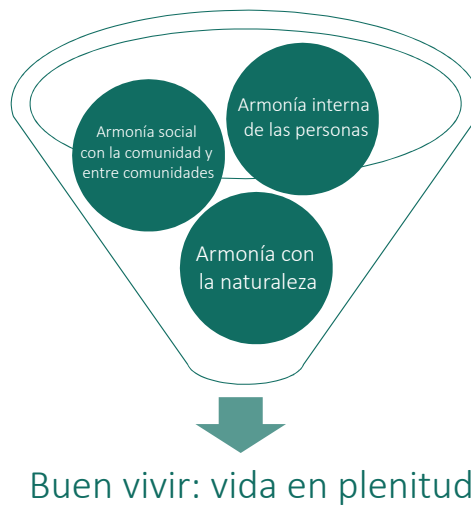 Armonía interna
de las personas
Armonía social
con la comunidad y
entre comunidades
Armonía con
la naturaleza
Buen vivir: vida en plenitud